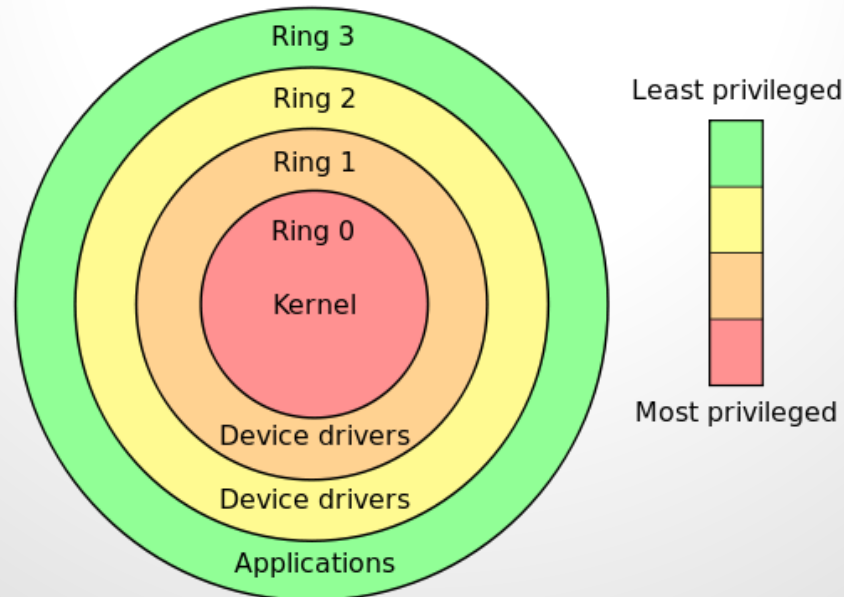 Ring 3
Ring 2
Ring 1
Ring 0
Kernel
Device drivers
Device drivers
Applications
Least privileged
Most privileged